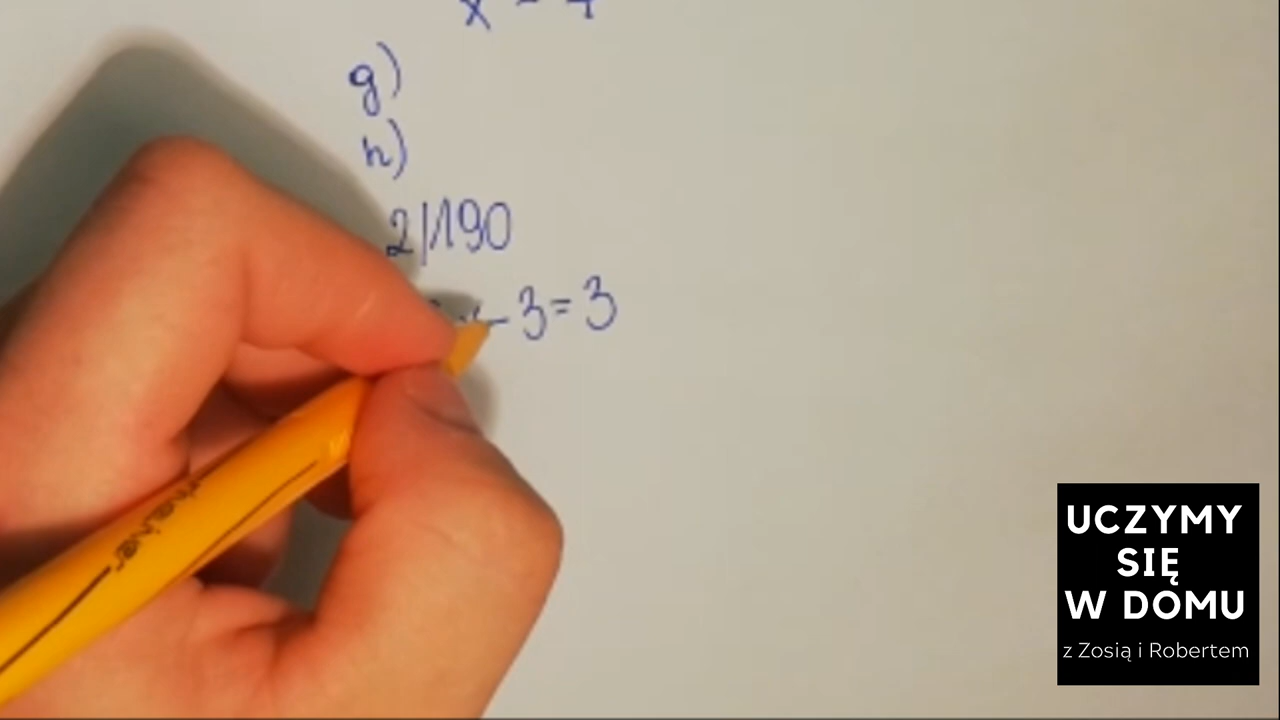 g)
h)
2/190
- 3 = 3
UCZYMY
SIĘ
W DOMU
z Zosią i Robertem